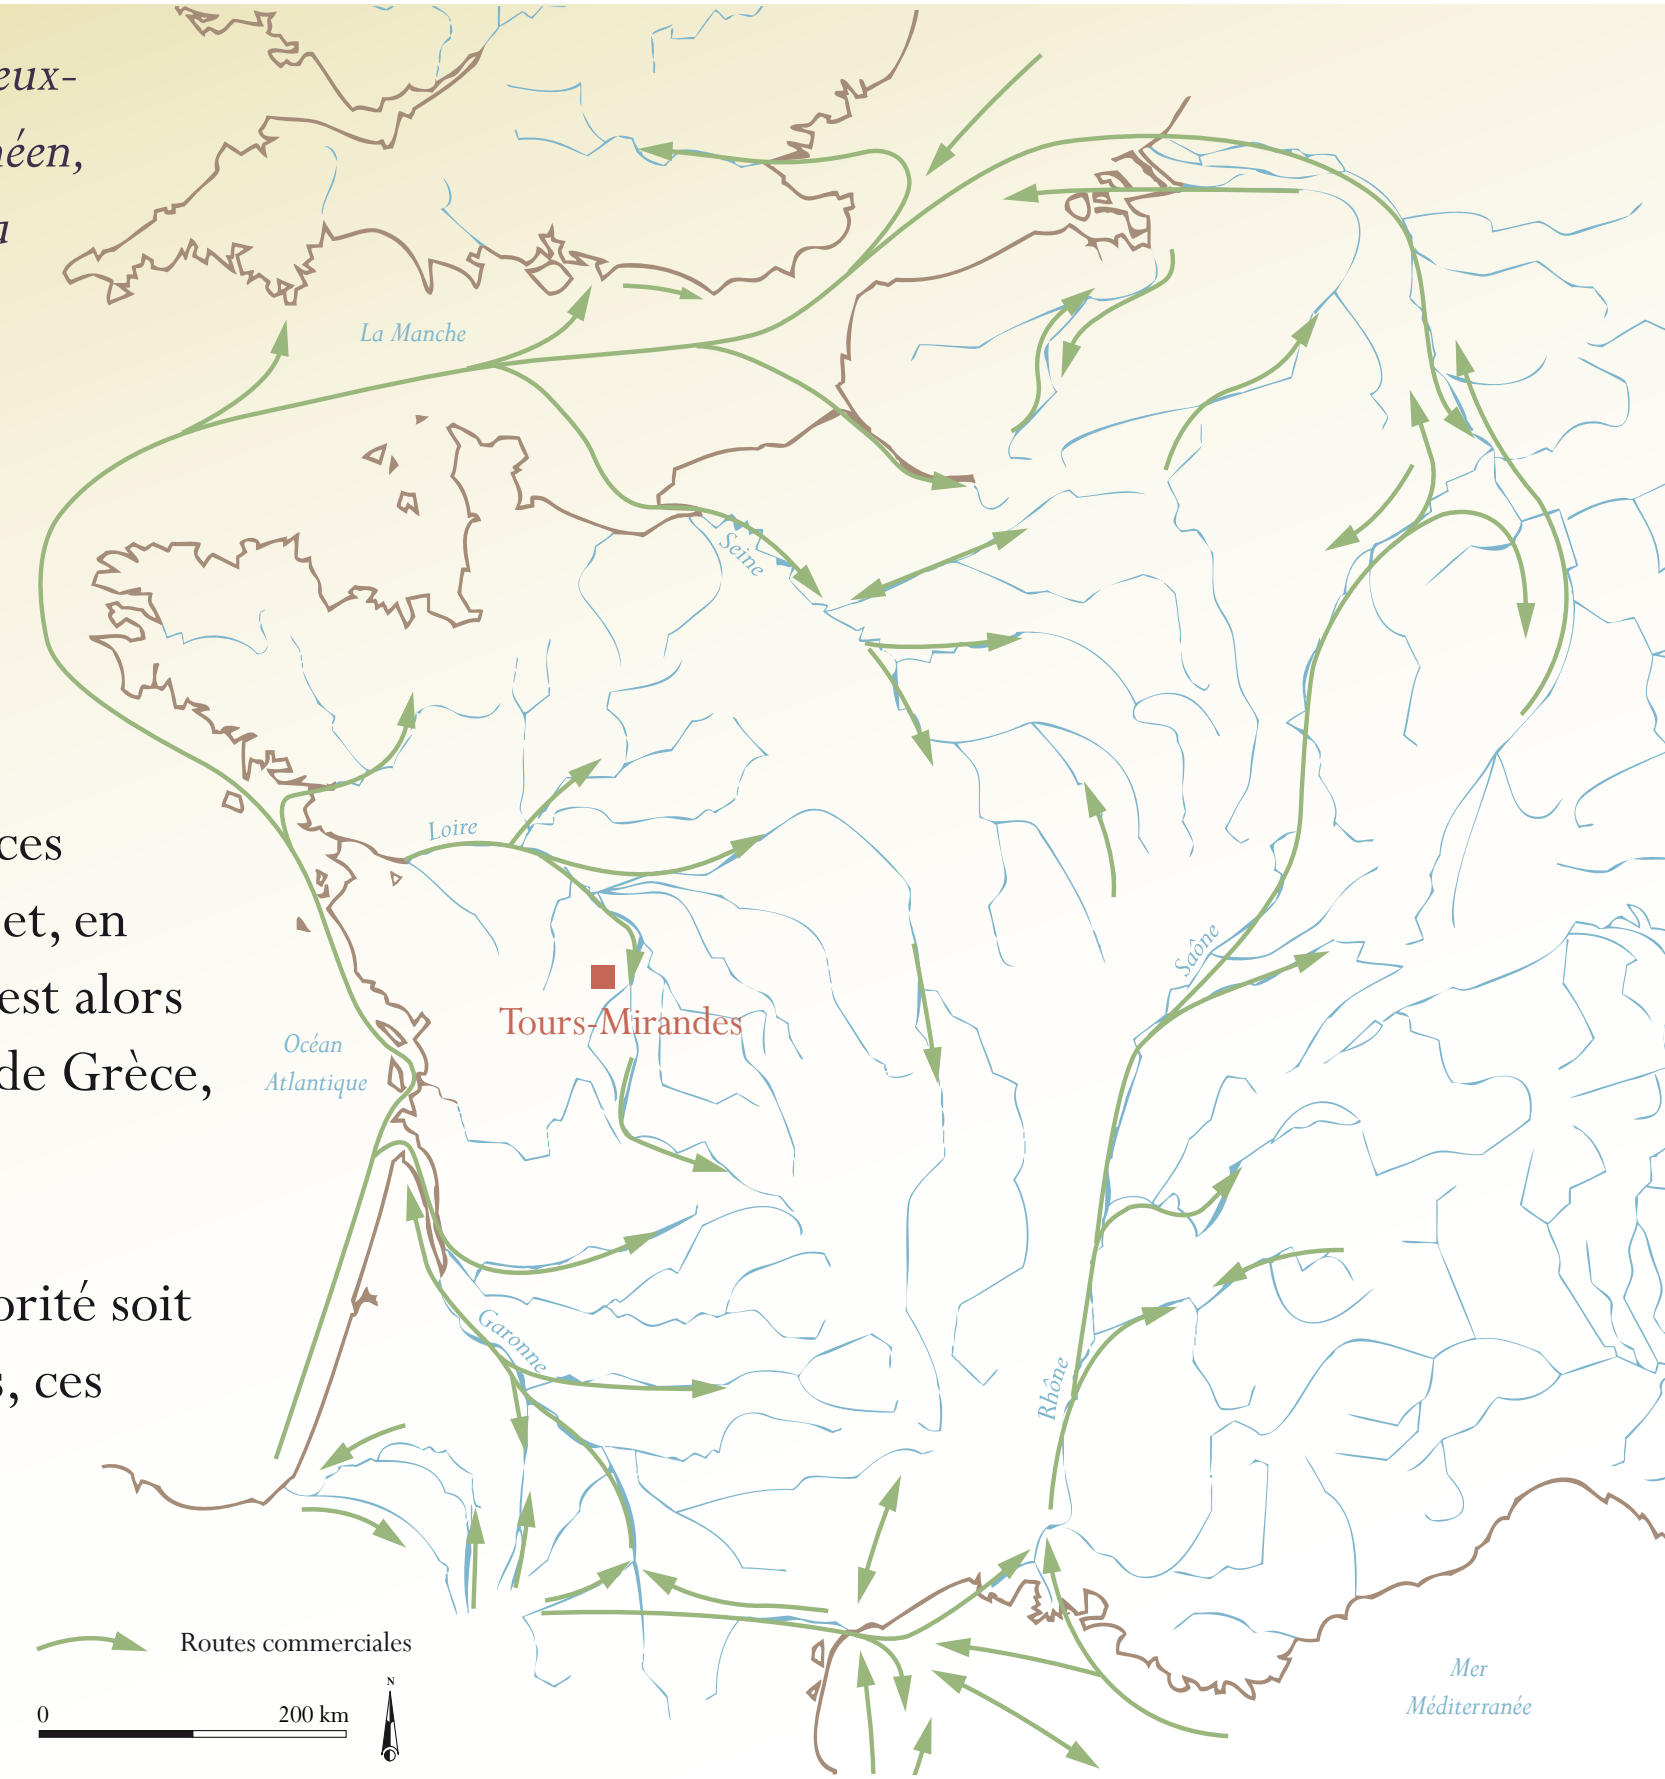 eux-
néen,
a
La Manche
Seine
ces
Loire
et, en
Saône
est alors
Tours-Mirandes
Océan
Atlantique
de Grèce,
orité soit
Garonne
s, ces
Rhône
Routes commerciales
N
0 200 km
Mer
Méditerranée